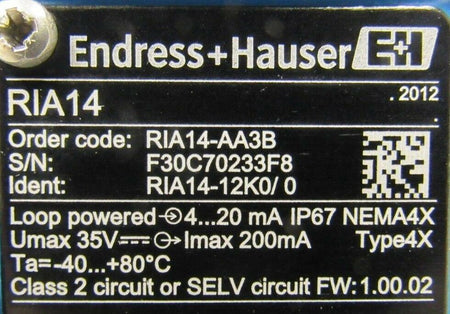 Endress+Hauser E+H
RIA14 .2012.
Order code: RIA14-AA3B
S/N: F30C70233F8
Ident: RIA14-12K0/ 0
Loop powered 4...20 mA IP67 NEMA4X
Umax 35V⎓ Imax 200mA Type4X
Ta=-40...+80°C
Class 2 circuit or SELV circuit FW: 1.00.02